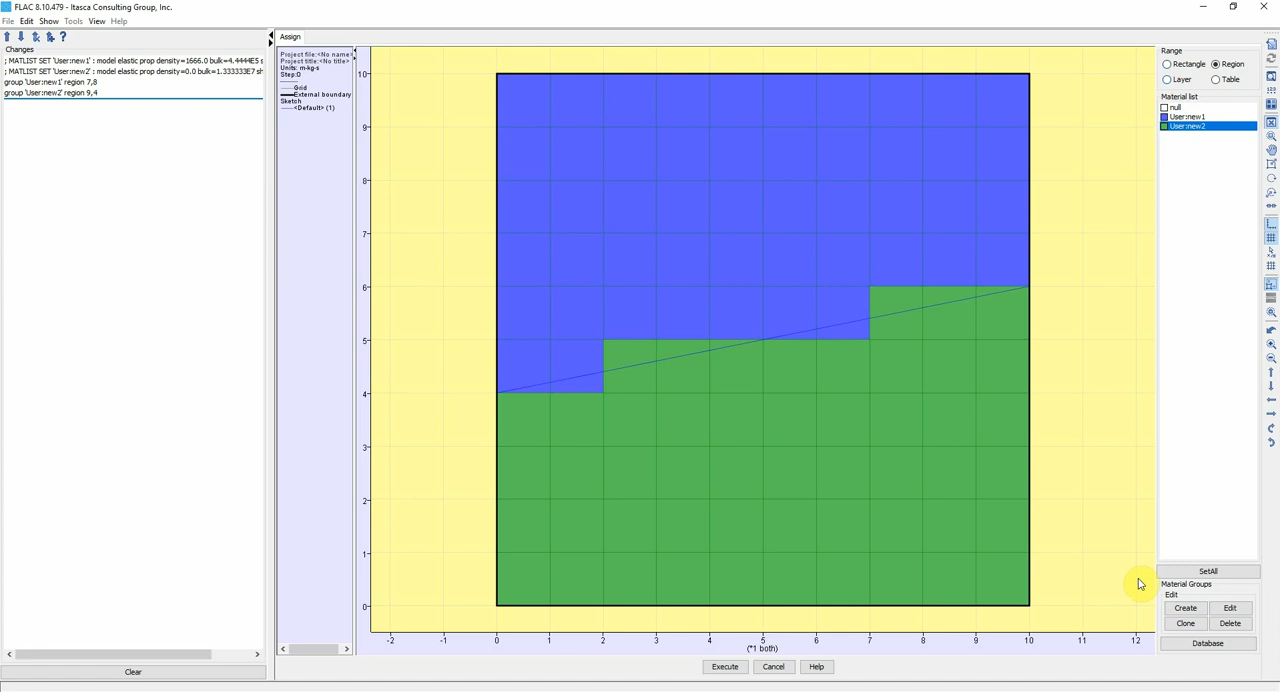 FLAC 8.10.479 - Itasca Consulting Group, Inc.
File Edit Show Tools View Help
Changes
; MATLIST SET 'User:new1' : model elastic prop density=1666.0 bulk=4.4444E5 s
; MATLIST SET 'User:new2' : model elastic prop density=0.0 bulk=1.333333E7 sh
group 'User:new1' region 7,8
group 'User:new2' region 9,4
Clear
Assign
Project file:<No name>
Project title:<No title>
Units: m-kg-s
Step:0
Grid
External boundary
Sketch
<Default> (1)
10
9
8
7
6
5
4
3
2
1
0
-2 -1 0 1 2 3 4 5 6 7 8 9 10 11 12
(*1 both)
Execute Cancel Help
Range
Rectangle Region
Layer Table
Material list
null
User:new1
User:new2
SetAll
Material Groups
Edit
Create Edit
Clone Delete
Database